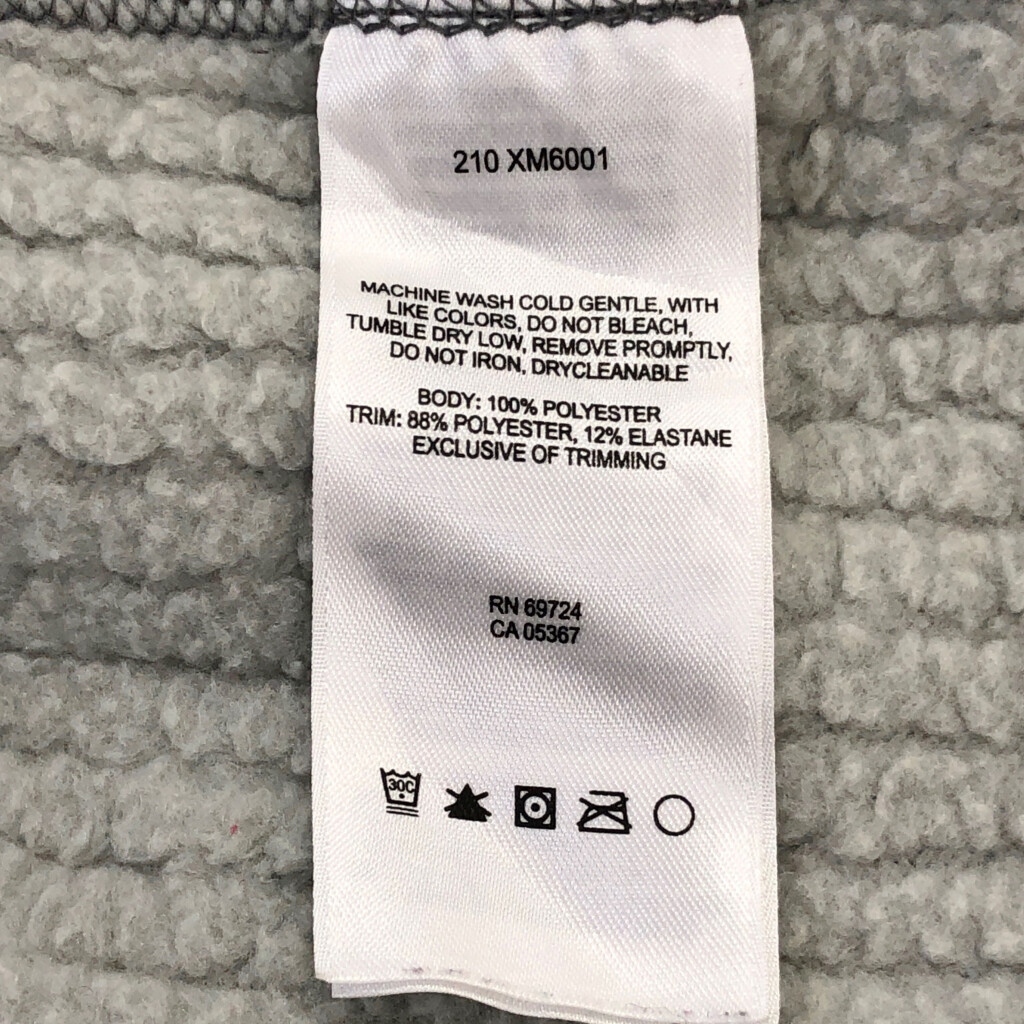 210 XM6001
MACHINE WASH COLD GENTLE, WITH
LIKE COLORS, DO NOT BLEACH,
TUMBLE DRY LOW, REMOVE PROMPTLY,
DO NOT IRON, DRYCLEANABLE
BODY: 100% POLYESTER
TRIM: 88% POLYESTER, 12% ELASTANE
EXCLUSIVE OF TRIMMING
RN 69724
CA 05367
30C